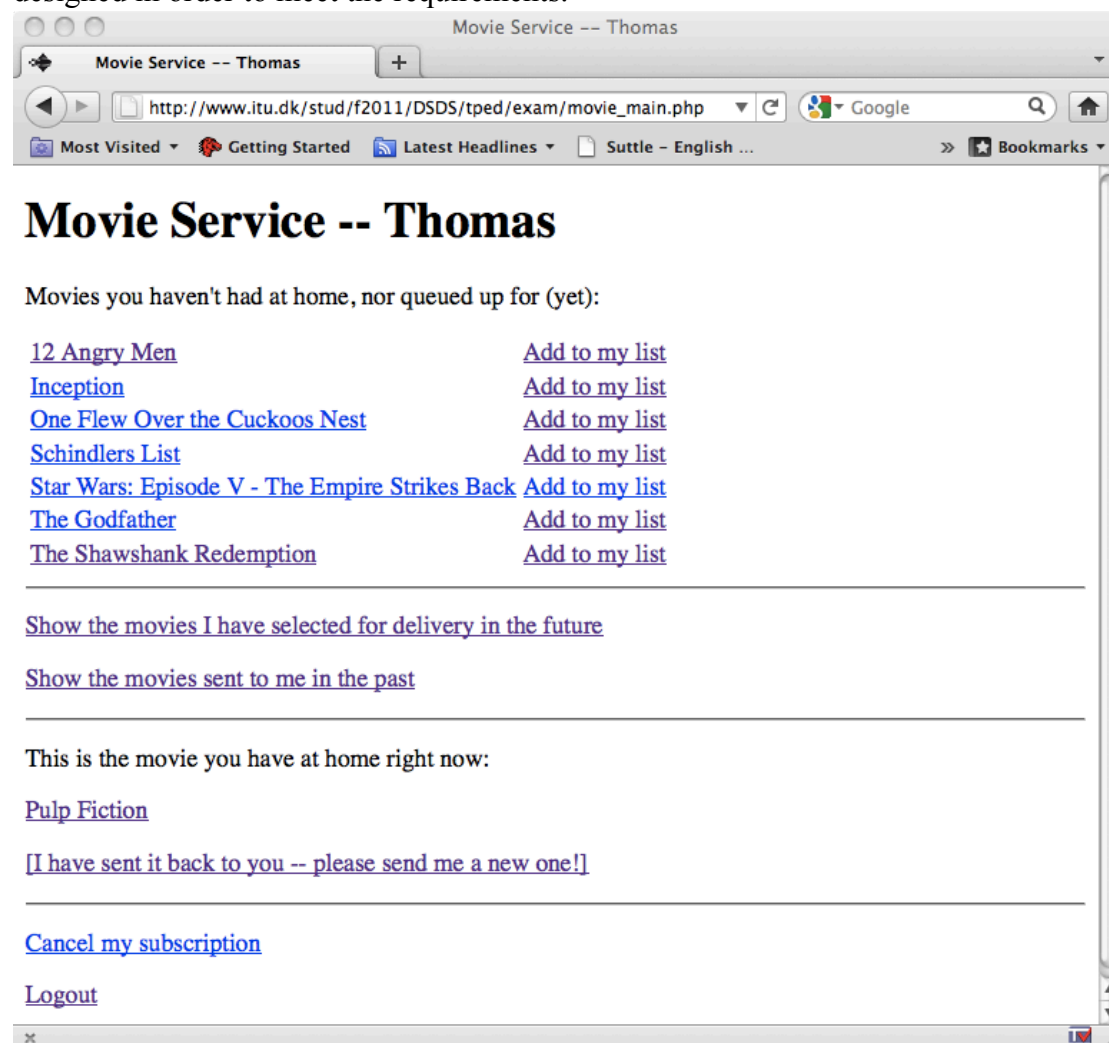 designed in order to meet the requirements.
Movie Service -- Thomas
Movie Service -- Thomas +
http://www.itu.dk/stud/f2011/DSDS/tped/exam/movie_main.php Google
Most Visited Getting Started Latest Headlines Suttle – English ... » Bookmarks
Movie Service -- Thomas
Movies you haven't had at home, nor queued up for (yet):
12 Angry Men Add to my list
Inception Add to my list
One Flew Over the Cuckoos Nest Add to my list
Schindlers List Add to my list
Star Wars: Episode V - The Empire Strikes Back Add to my list
The Godfather Add to my list
The Shawshank Redemption Add to my list
Show the movies I have selected for delivery in the future
Show the movies sent to me in the past
This is the movie you have at home right now:
Pulp Fiction
[I have sent it back to you -- please send me a new one!]
Cancel my subscription
Logout